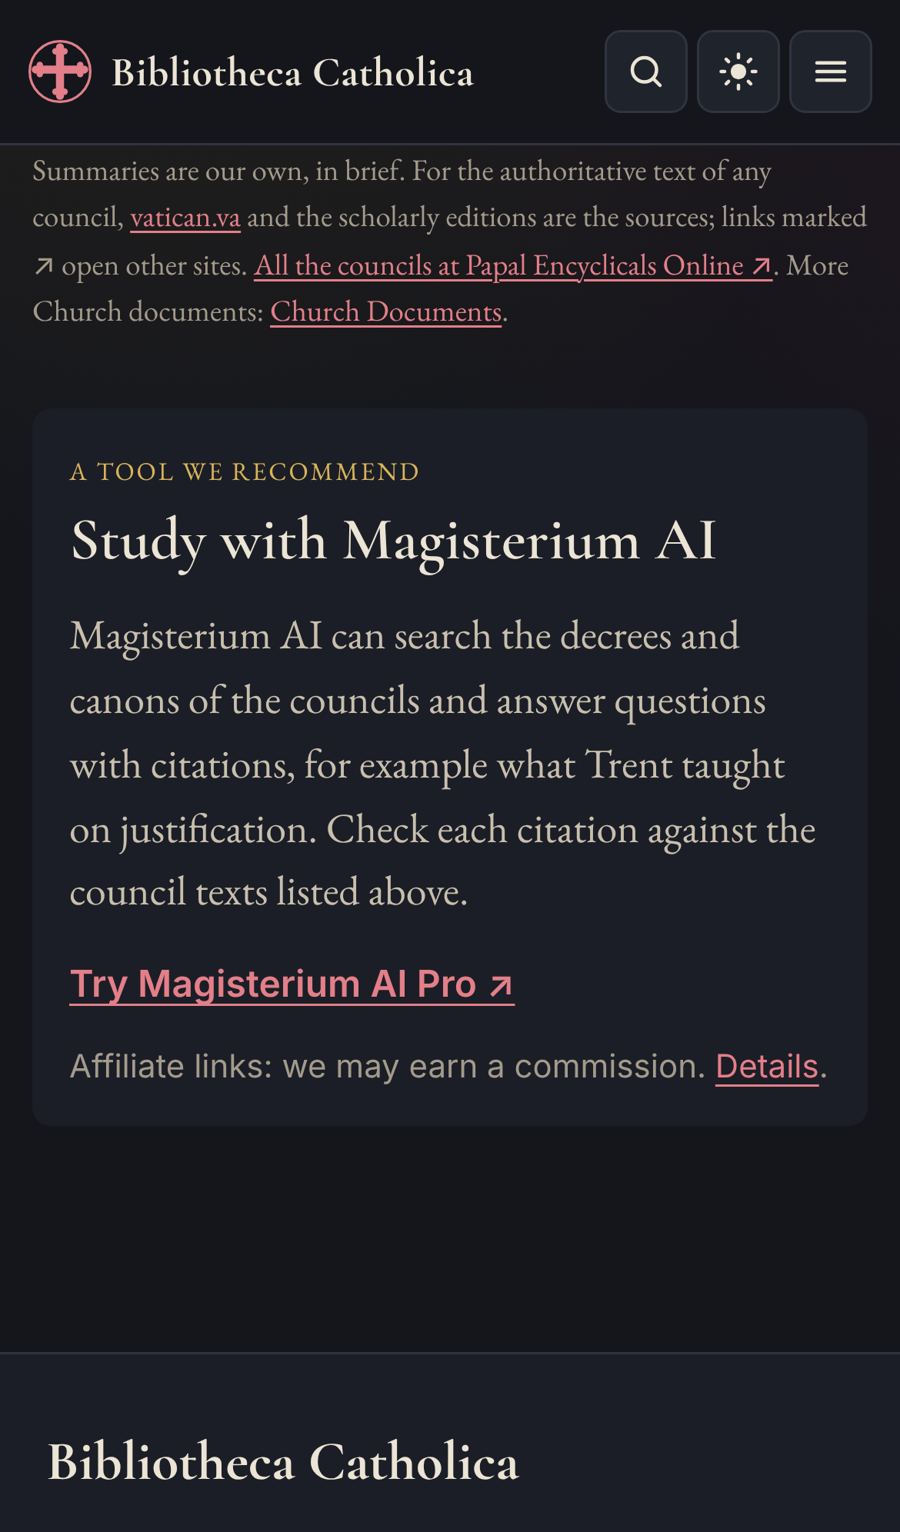 Bibliotheca Catholica
Summaries are our own, in brief. For the authoritative text of any
council, vatican.va and the scholarly editions are the sources; links marked
↗ open other sites. All the councils at Papal Encyclicals Online ↗. More
Church documents: Church Documents.
A TOOL WE RECOMMEND
Study with Magisterium AI
Magisterium AI can search the decrees and
canons of the councils and answer questions
with citations, for example what Trent taught
on justification. Check each citation against the
council texts listed above.
Try Magisterium AI Pro ↗
Affiliate links: we may earn a commission. Details.
Bibliotheca Catholica